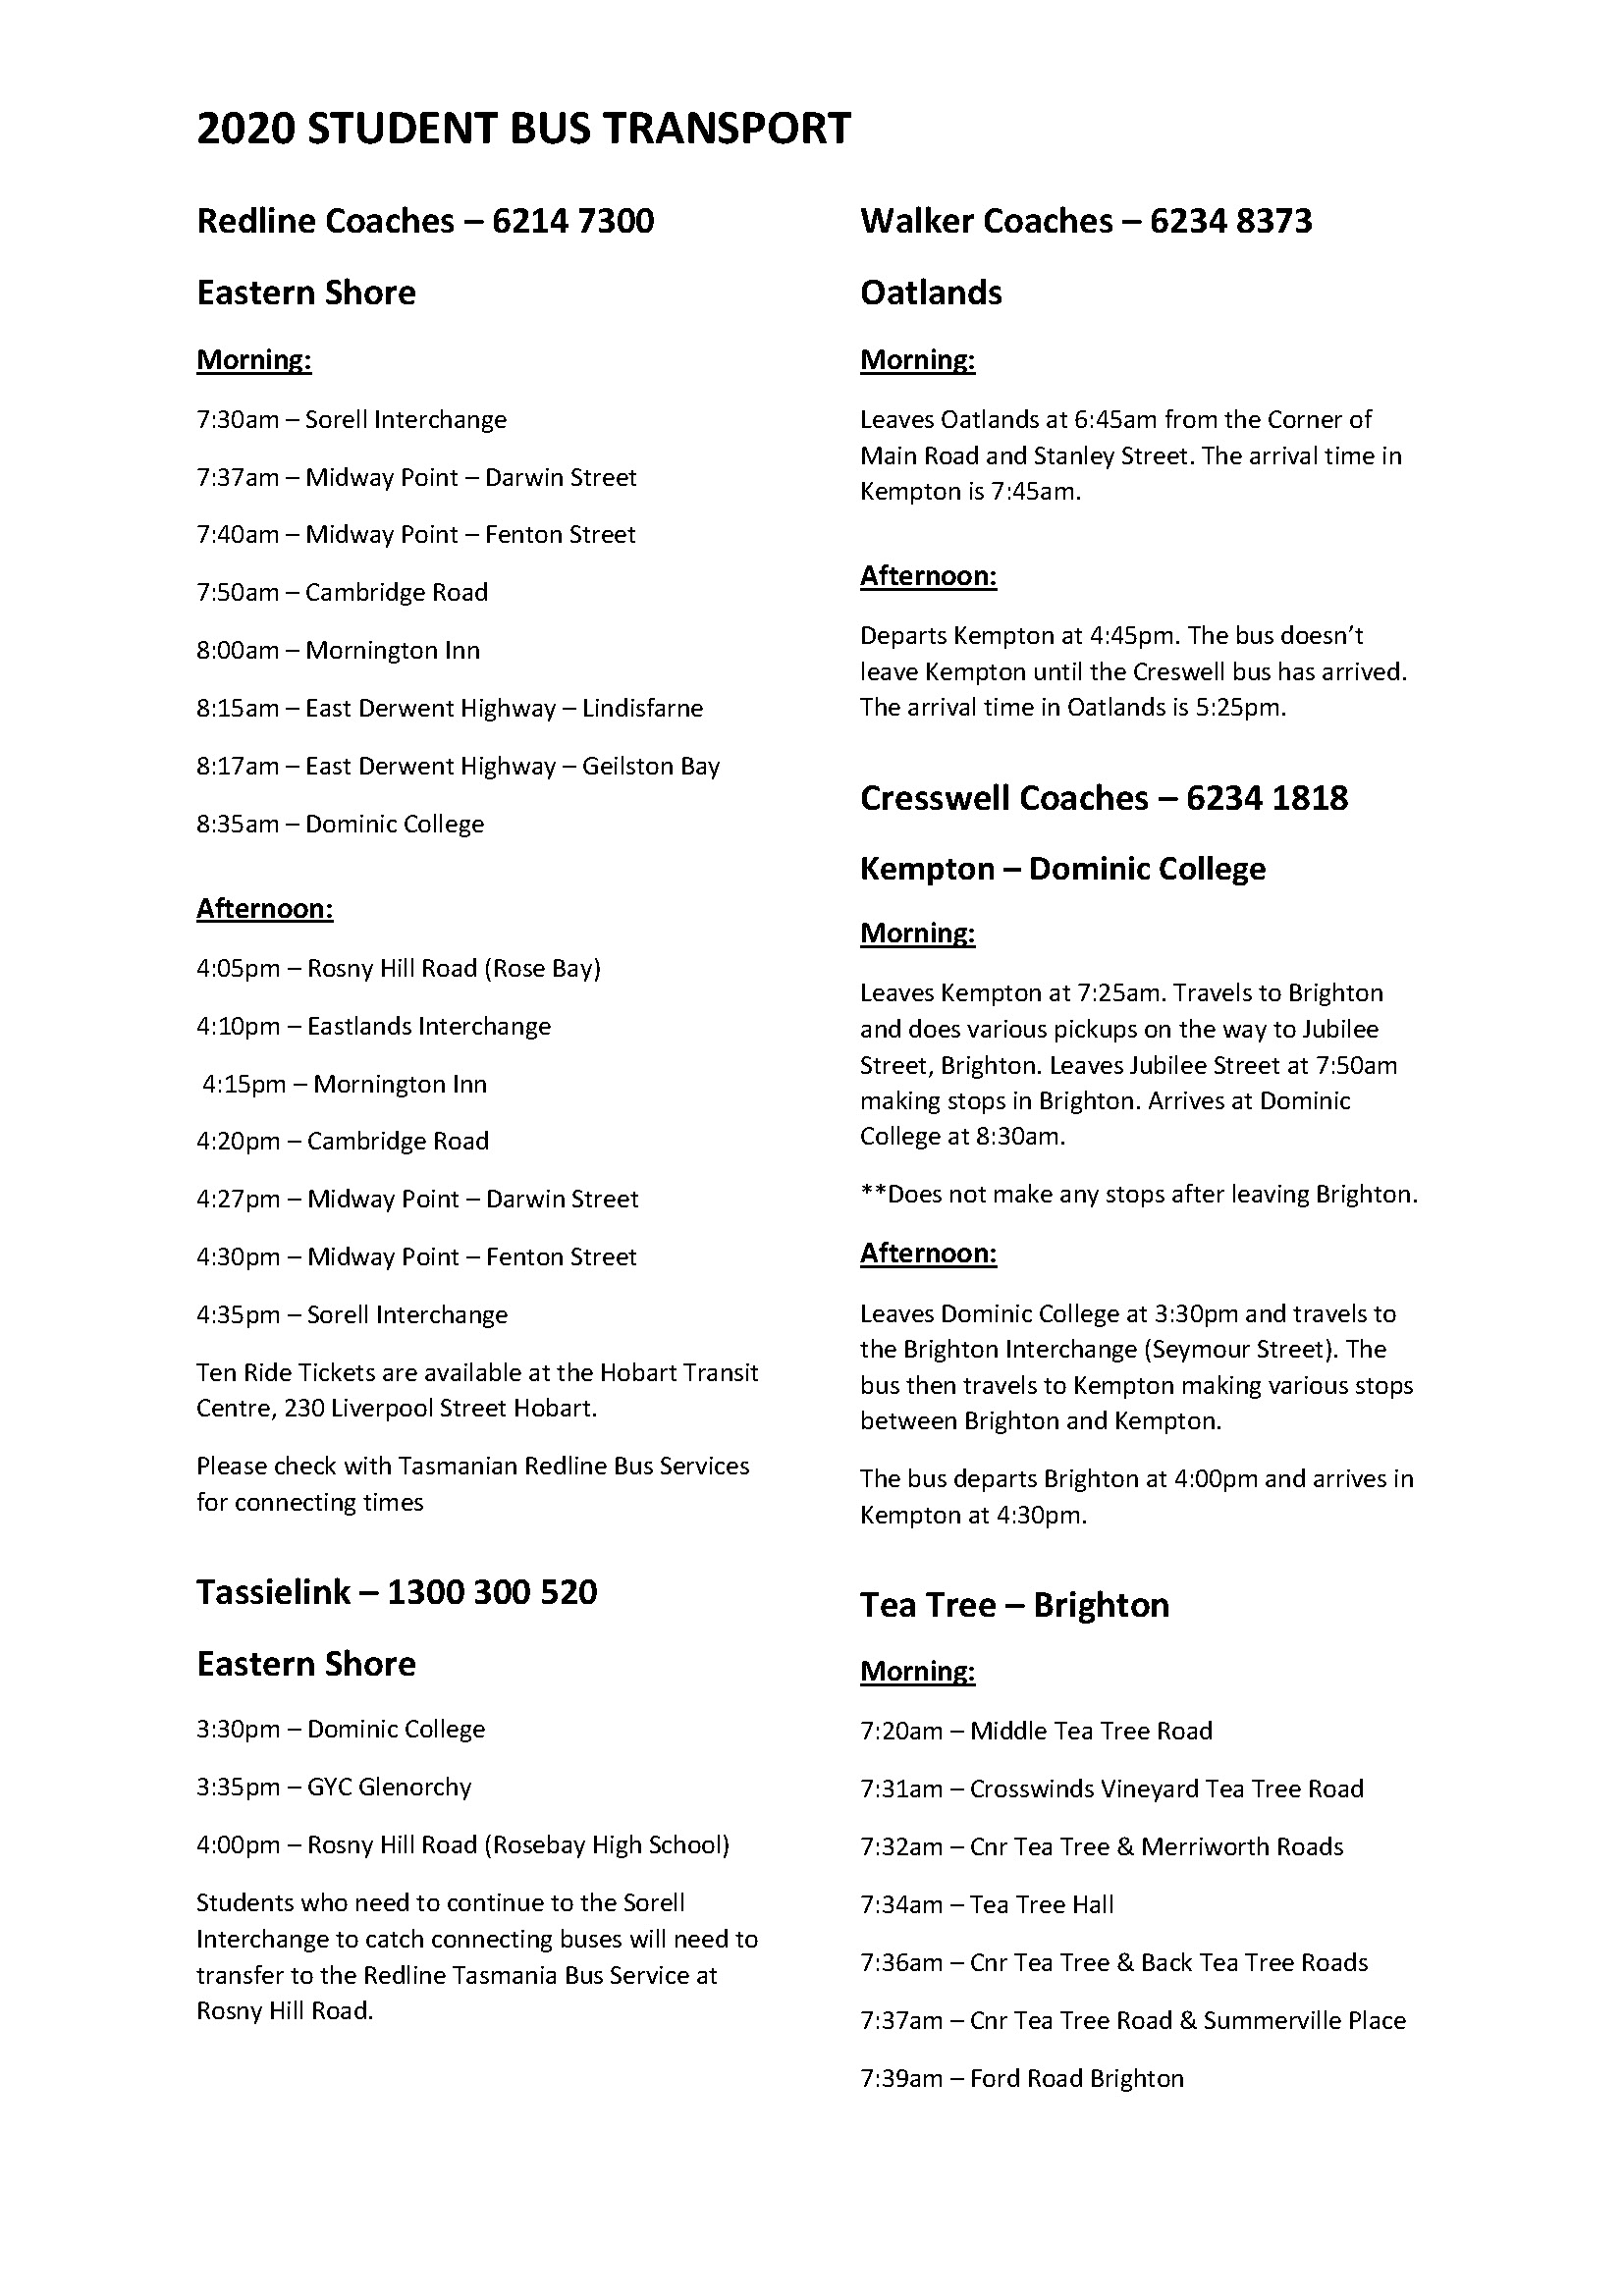 2020 STUDENT BUS TRANSPORT
Redline Coaches – 6214 7300
Eastern Shore
Morning:
7:30am – Sorell Interchange
7:37am – Midway Point – Darwin Street
7:40am – Midway Point – Fenton Street
7:50am – Cambridge Road
8:00am – Mornington Inn
8:15am – East Derwent Highway – Lindisfarne
8:17am – East Derwent Highway – Geilston Bay
8:35am – Dominic College
Afternoon:
4:05pm – Rosny Hill Road (Rose Bay)
4:10pm – Eastlands Interchange
4:15pm – Mornington Inn
4:20pm – Cambridge Road
4:27pm – Midway Point – Darwin Street
4:30pm – Midway Point – Fenton Street
4:35pm – Sorell Interchange
Ten Ride Tickets are available at the Hobart Transit
Centre, 230 Liverpool Street Hobart.
Please check with Tasmanian Redline Bus Services
for connecting times
Tassielink – 1300 300 520
Eastern Shore
3:30pm – Dominic College
3:35pm – GYC Glenorchy
4:00pm – Rosny Hill Road (Rosebay High School)
Students who need to continue to the Sorell
Interchange to catch connecting buses will need to
transfer to the Redline Tasmania Bus Service at
Rosny Hill Road.
Walker Coaches – 6234 8373
Oatlands
Morning:
Leaves Oatlands at 6:45am from the Corner of
Main Road and Stanley Street. The arrival time in
Kempton is 7:45am.
Afternoon:
Departs Kempton at 4:45pm. The bus doesn’t
leave Kempton until the Creswell bus has arrived.
The arrival time in Oatlands is 5:25pm.
Cresswell Coaches – 6234 1818
Kempton – Dominic College
Morning:
Leaves Kempton at 7:25am. Travels to Brighton
and does various pickups on the way to Jubilee
Street, Brighton. Leaves Jubilee Street at 7:50am
making stops in Brighton. Arrives at Dominic
College at 8:30am.
**Does not make any stops after leaving Brighton.
Afternoon:
Leaves Dominic College at 3:30pm and travels to
the Brighton Interchange (Seymour Street). The
bus then travels to Kempton making various stops
between Brighton and Kempton.
The bus departs Brighton at 4:00pm and arrives in
Kempton at 4:30pm.
Tea Tree – Brighton
Morning:
7:20am – Middle Tea Tree Road
7:31am – Crosswinds Vineyard Tea Tree Road
7:32am – Cnr Tea Tree & Merriworth Roads
7:34am – Tea Tree Hall
7:36am – Cnr Tea Tree & Back Tea Tree Roads
7:37am – Cnr Tea Tree Road & Summerville Place
7:39am – Ford Road Brighton